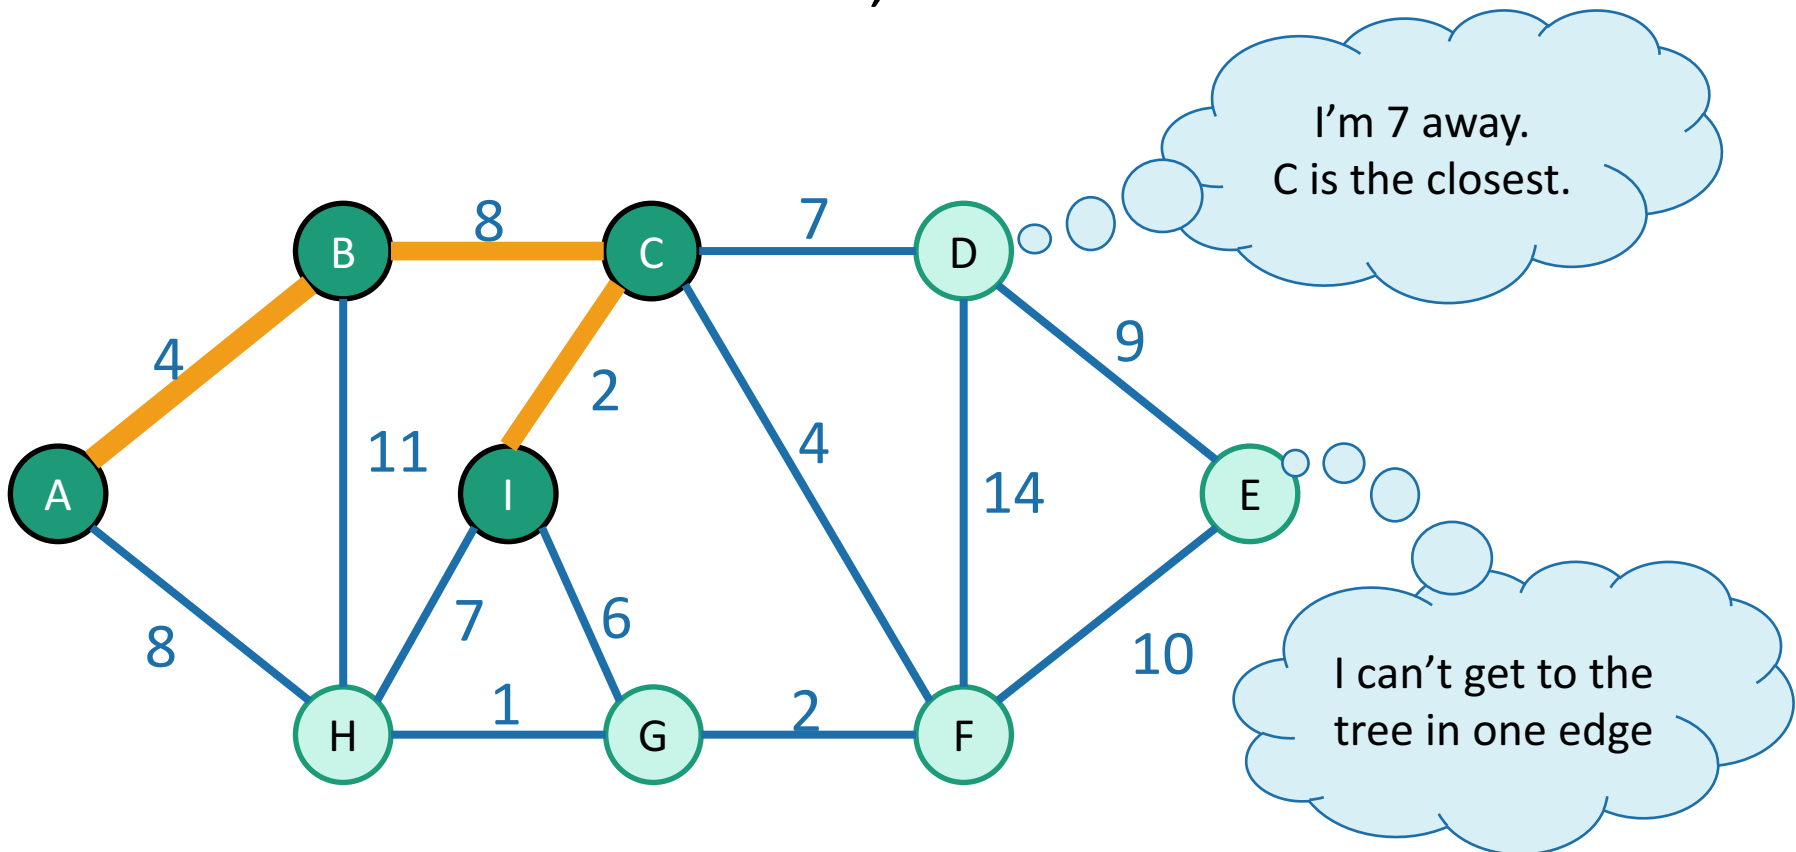 )
I'm 7 away.
C is the closest.
8
7
B
C
D
4
9
2
11
4
A
I
14
E
8
7
6
10
I can't get to the
tree in one edge
1
2
H
G
F